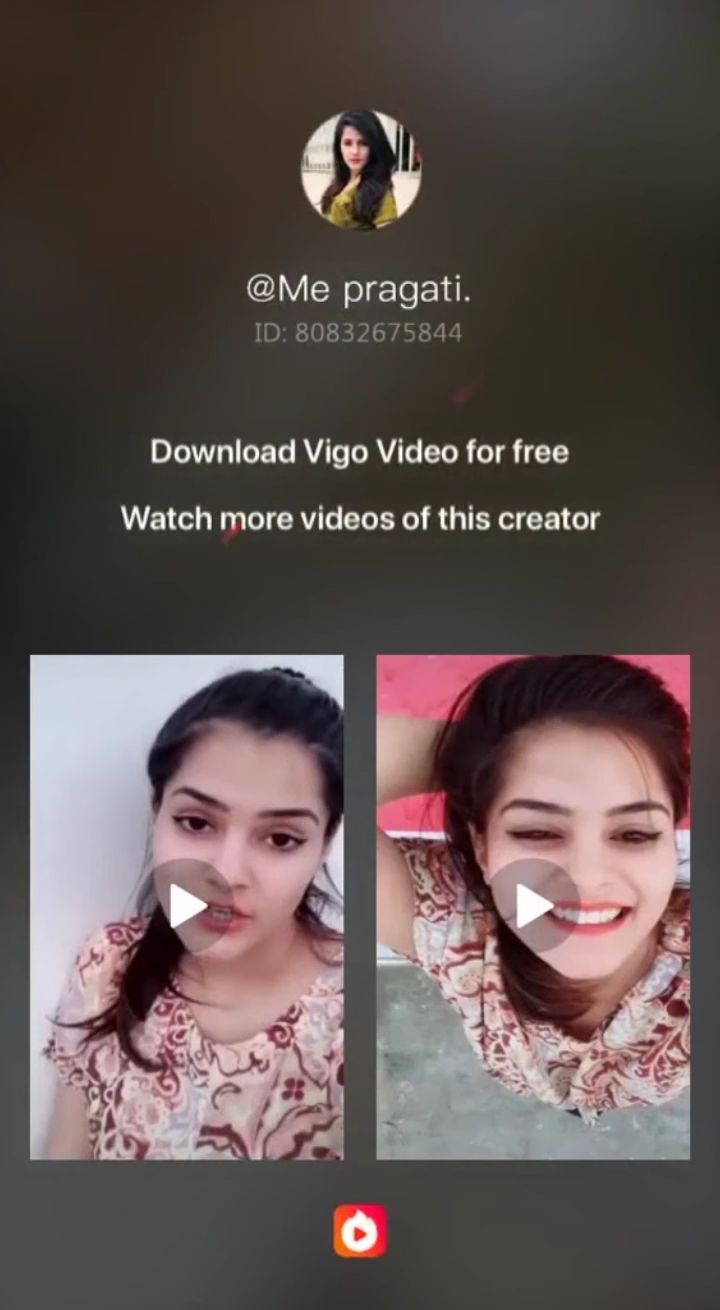 @Me pragati.
ID: 80832675844
Download Vigo Video for free
Watch more videos of this creator